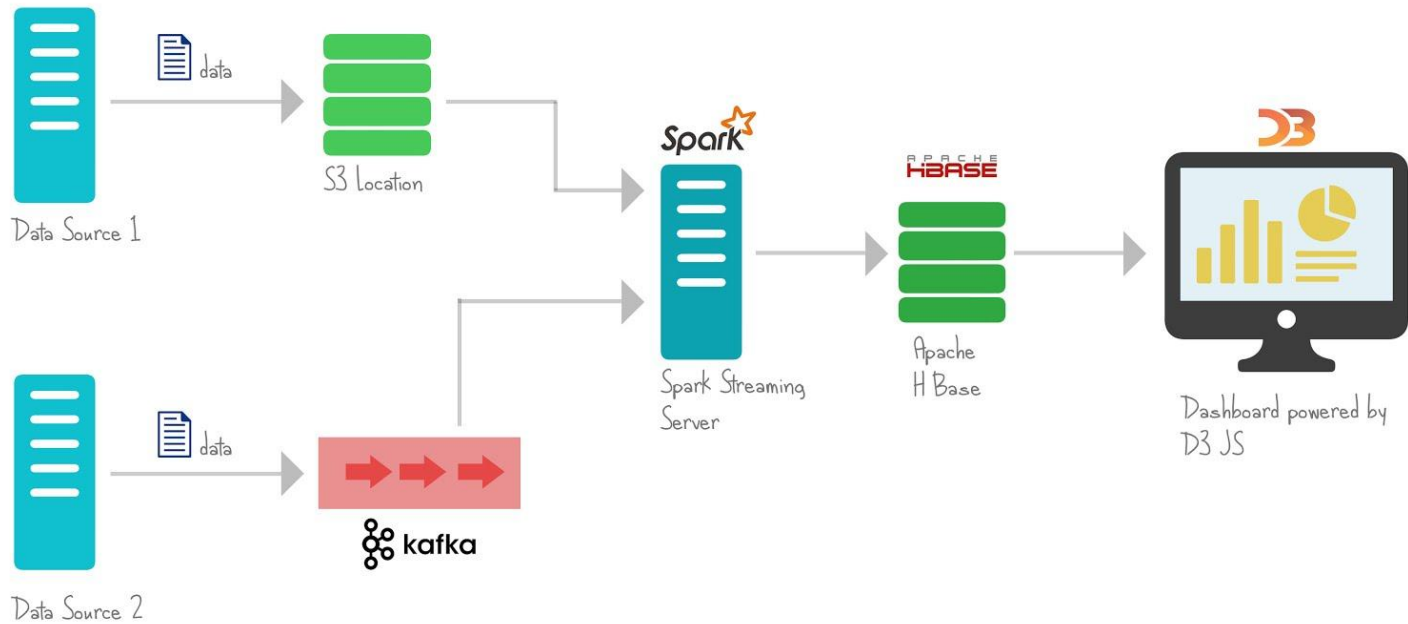 data
S3 Location
Data Source 1
Spark
Spark Streaming
Server
APACHE
HBASE
Apache
H Base
D3
Dashboard powered by
D3 JS
data
kafka
Data Source 2